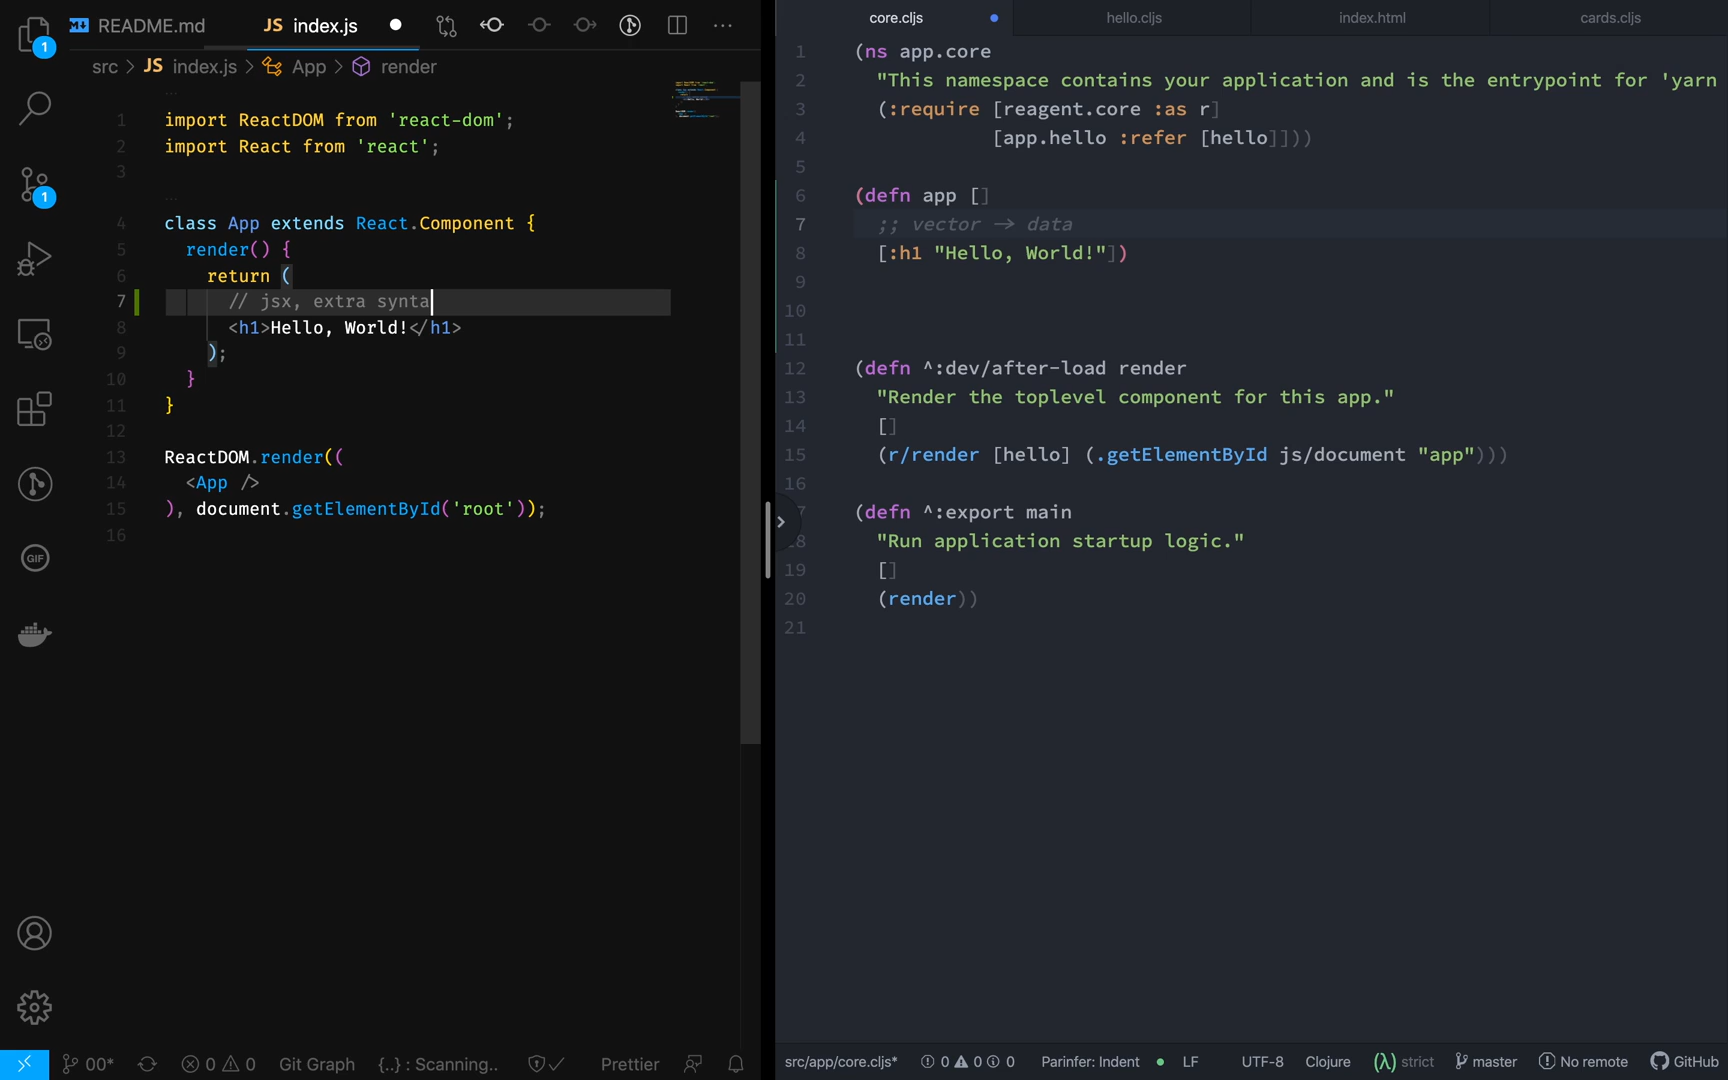 README.md
JS index.js
src > JS index.js > App > render
1 import ReactDOM from 'react-dom';
2 import React from 'react';
3
4 class App extends React.Component {
5 render() {
6 return (
7 // jsx, extra synta
8 <h1>Hello, World!</h1>
9 );
10 }
11 }
12
13 ReactDOM.render((
14 <App />
15 ), document.getElementById('root'));
16
1
1
GIF
00* 0 0 Git Graph {..} : Scanning.. Prettier
core.cljs hello.cljs index.html cards.cljs
1 (ns app.core
2 "This namespace contains your application and is the entrypoint for 'yarn
3 (:require [reagent.core :as r]
4 [app.hello :refer [hello]]))
5
6 (defn app []
7 ;; vector -> data
8 [:h1 "Hello, World!"])
9
10
11
12 (defn ^:dev/after-load render
13 "Render the toplevel component for this app."
14 []
15 (r/render [hello] (.getElementById js/document "app")))
16
7 (defn ^:export main
8 "Run application startup logic."
19 []
20 (render))
21
src/app/core.cljs* 0 0 0 Parinfer: Indent LF UTF-8 Clojure (λ) strict master No remote GitHub